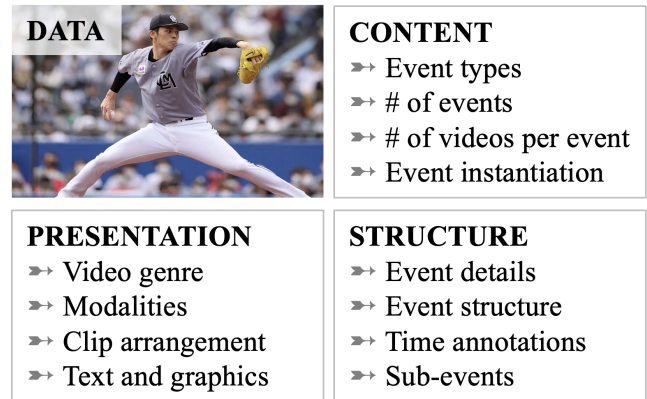 DATA
CONTENT
Event types
# of events
# of videos per event
Event instantiation
PRESENTATION
Video genre
Modalities
Clip arrangement
Text and graphics
STRUCTURE
Event details
Event structure
Time annotations
Sub-events